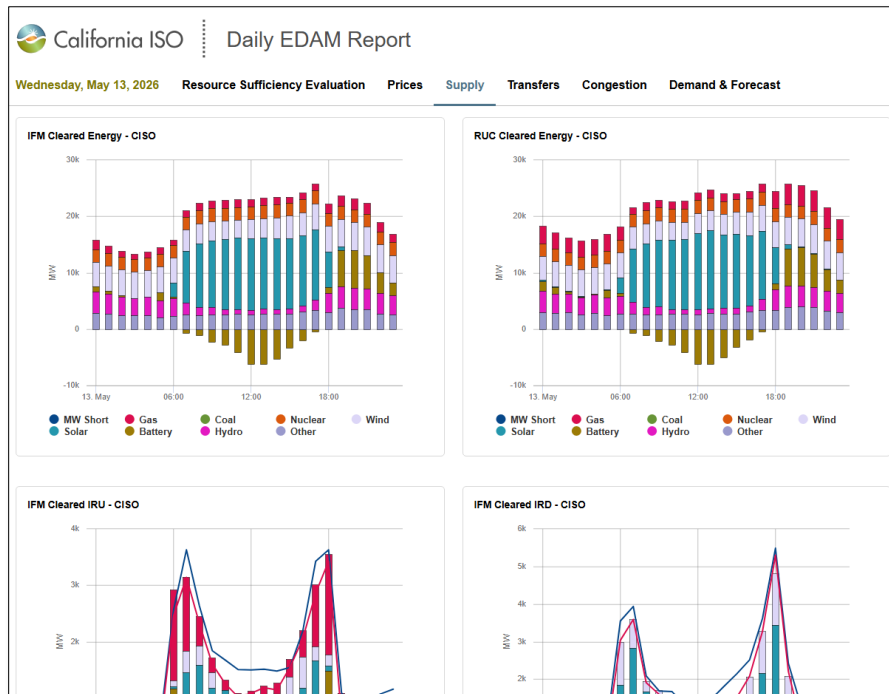 California ISO
Daily EDAM Report
Wednesday, May 13, 2026 Resource Sufficiency Evaluation Prices Supply Transfers Congestion Demand & Forecast
IFM Cleared Energy - CISO
30k
20k
10k
0
-10k
MW
13. May 06:00 12:00 18:00
MW Short Gas Coal Nuclear Wind
Solar Battery Hydro Other
RUC Cleared Energy - CISO
30k
20k
10k
0
-10k
MW
13. May 06:00 12:00 18:00
MW Short Gas Coal Nuclear Wind
Solar Battery Hydro Other
IFM Cleared IRU - CISO
4k
3k
2k
MW
IFM Cleared IRD - CISO
6k
5k
4k
3k
2k
MW